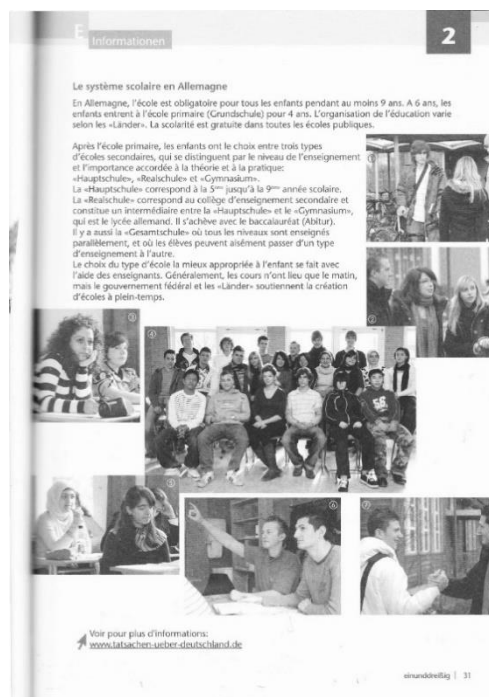 E Informationen
2
Le système scolaire en Allemagne
En Allemagne, l'école est obligatoire pour tous les enfants pendant au moins 9 ans. A 6 ans, les
enfants entrent à l'école primaire (Grundschule) pour 4 ans. L'organisation de l'éducation varie
selon les «Länder». La scolarité est gratuite dans toutes les écoles publiques.
Après l'école primaire, les enfants ont le choix entre trois types
d'écoles secondaires, qui se distinguent par le niveau de l'enseignement
et l'importance accordée à la théorie et à la pratique:
«Hauptschule», «Realschule» et «Gymnasium».
La «Hauptschule» correspond à la 5ème jusqu'à la 9ème année scolaire.
La «Realschule» correspond au collège d'enseignement secondaire et
constitue un intermédiaire entre la «Hauptschule» et le «Gymnasium»,
qui est le lycée allemand. Il s'achève avec le baccalauréat (Abitur).
Il y a aussi la «Gesamtschule» où tous les niveaux sont enseignés
parallèlement, et où les élèves peuvent aisément passer d'un type
d'enseignement à l'autre.
Le choix du type d'école la mieux appropriée à l'enfant se fait avec
l'aide des enseignants. Généralement, les cours n'ont lieu que le matin,
mais le gouvernement fédéral et les «Länder» soutiennent la création
d'écoles à plein-temps.
①
②
③
④
⑤
⑥
⑦
Voir pour plus d'informations:
www.tatsachen-ueber-deutschland.de
einunddreißig | 31